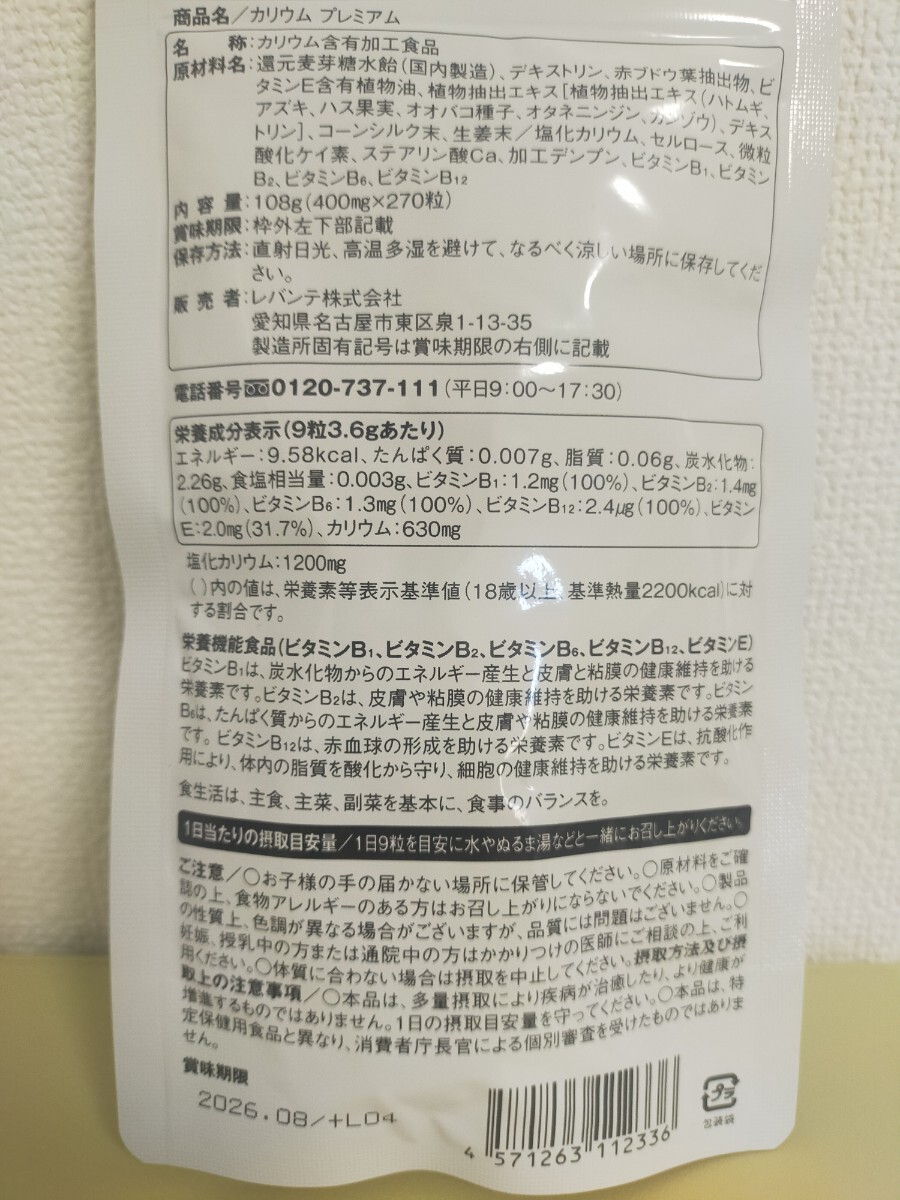 商品名／カリウム プレミアム
名　　称：カリウム含有加工食品
原材料名：還元麦芽糖水飴（国内製造）、デキストリン、赤ブドウ葉抽出物、ビ
タミンE含有植物油、植物抽出エキス［植物抽出エキス（ハトムギ、
アズキ、ハス果実、オオバコ種子、オタネニンジン、カンゾウ）、デキス
トリン］、コーンシルク末、生姜末／塩化カリウム、セルロース、微粒
酸化ケイ素、ステアリン酸Ca、加工デンプン、ビタミンB₁、ビタミン
B₂、ビタミンB₆、ビタミンB₁₂
内 容 量：108g（400mg×270粒）
賞味期限：枠外左下部記載
保存方法：直射日光、高温多湿を避けて、なるべく涼しい場所に保存してくだ
さい。
販 売 者：レバンテ株式会社
愛知県名古屋市東区泉1-13-35
製造所固有記号は賞味期限の右側に記載
電話番号 0120-737-111（平日9:00～17:30）
栄養成分表示（9粒3.6gあたり）
エネルギー：9.58kcal、たんぱく質：0.007g、脂質：0.06g、炭水化物：
2.26g、食塩相当量：0.003g、ビタミンB₁：1.2mg（100%）、ビタミンB₂：1.4mg
（100%）、ビタミンB₆：1.3mg（100%）、ビタミンB₁₂：2.4μg（100%）、ビタミン
E：2.0mg（31.7%）、カリウム：630mg
塩化カリウム：1200mg
（ ）内の値は、栄養素等表示基準値（18歳以上、基準熱量2200kcal）に対
する割合です。
栄養機能食品（ビタミンB₁、ビタミンB₂、ビタミンB₆、ビタミンB₁₂、ビタミンE）
ビタミンB₁は、炭水化物からのエネルギー産生と皮膚と粘膜の健康維持を助ける
栄養素です。ビタミンB₂は、皮膚や粘膜の健康維持を助ける栄養素です。ビタミン
B₆は、たんぱく質からのエネルギー産生と皮膚や粘膜の健康維持を助ける栄養素
です。ビタミンB₁₂は、赤血球の形成を助ける栄養素です。ビタミンEは、抗酸化作
用により、体内の脂質を酸化から守り、細胞の健康維持を助ける栄養素です。
食生活は、主食、主菜、副菜を基本に、食事のバランスを。
1日当たりの摂取目安量／1日9粒を目安に水やぬるま湯などと一緒にお召し上がりください。
ご注意／○お子様の手の届かない場所に保管してください。○原材料をご確
認の上、食物アレルギーのある方はお召し上がりにならないでください。○製品
の性質上、色調が異なる場合がございますが、品質には問題はございません。○
妊娠、授乳中の方または通院中の方はかかりつけの医師にご相談の上、ご利
用ください。○体質に合わない場合は摂取を中止してください。摂取方法及び摂
取上の注意事項／○本品は、多量摂取により疾病が治癒したり、より健康が
増進するものではありません。1日の摂取目安量を守ってください。○本品は、特
定保健用食品と異なり、消費者庁長官による個別審査を受けたものではありま
せん。
賞味期限
2026.08/+L04
プラ
包装袋
4 571263 112336